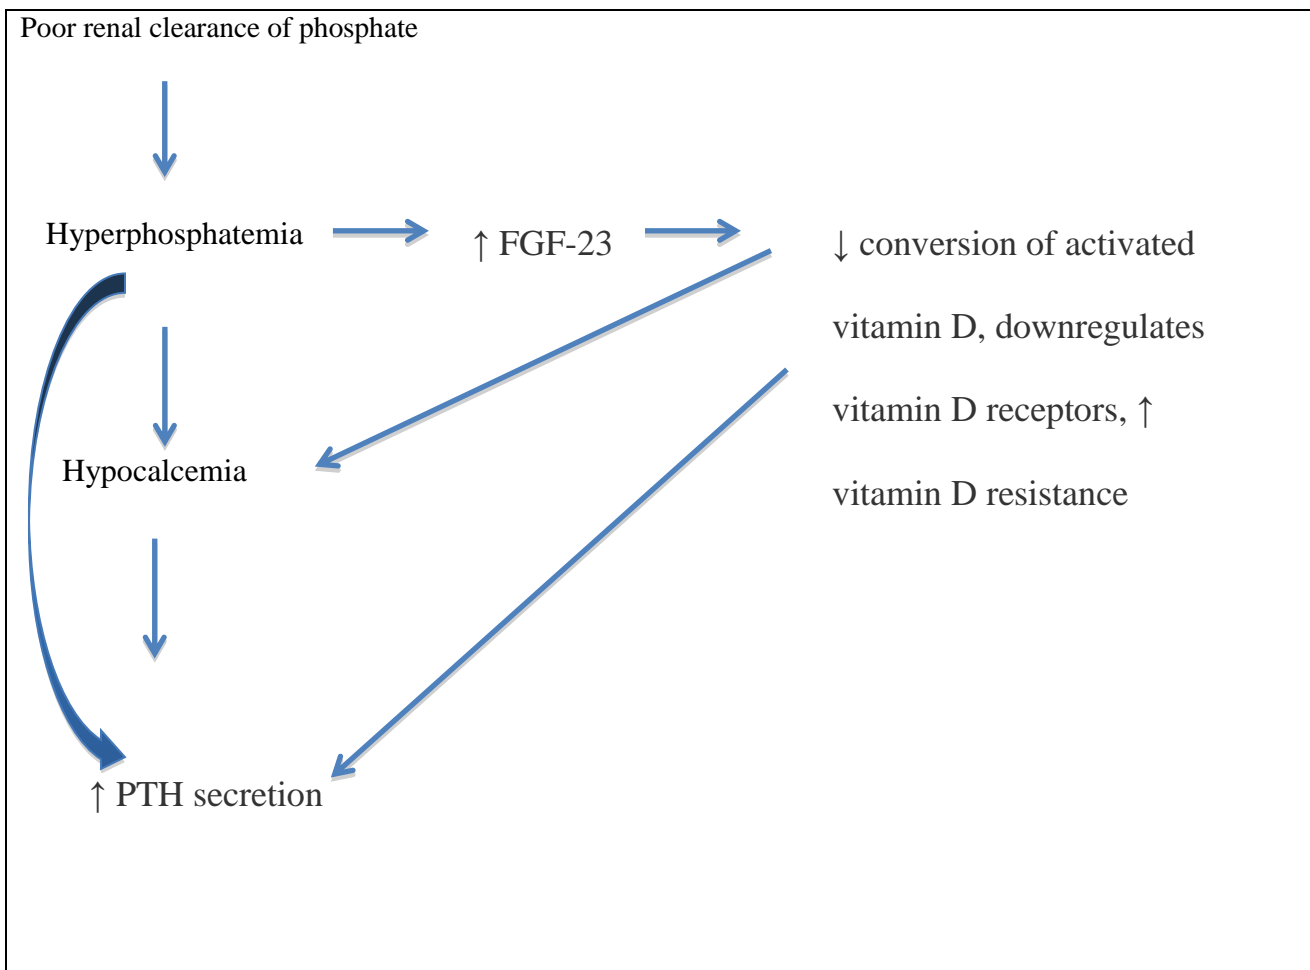 Poor renal clearance of phosphate
Hyperphosphatemia
↑ FGF-23
↓ conversion of activated
vitamin D, downregulates
vitamin D receptors, ↑
vitamin D resistance
Hypocalcemia
↑ PTH secretion